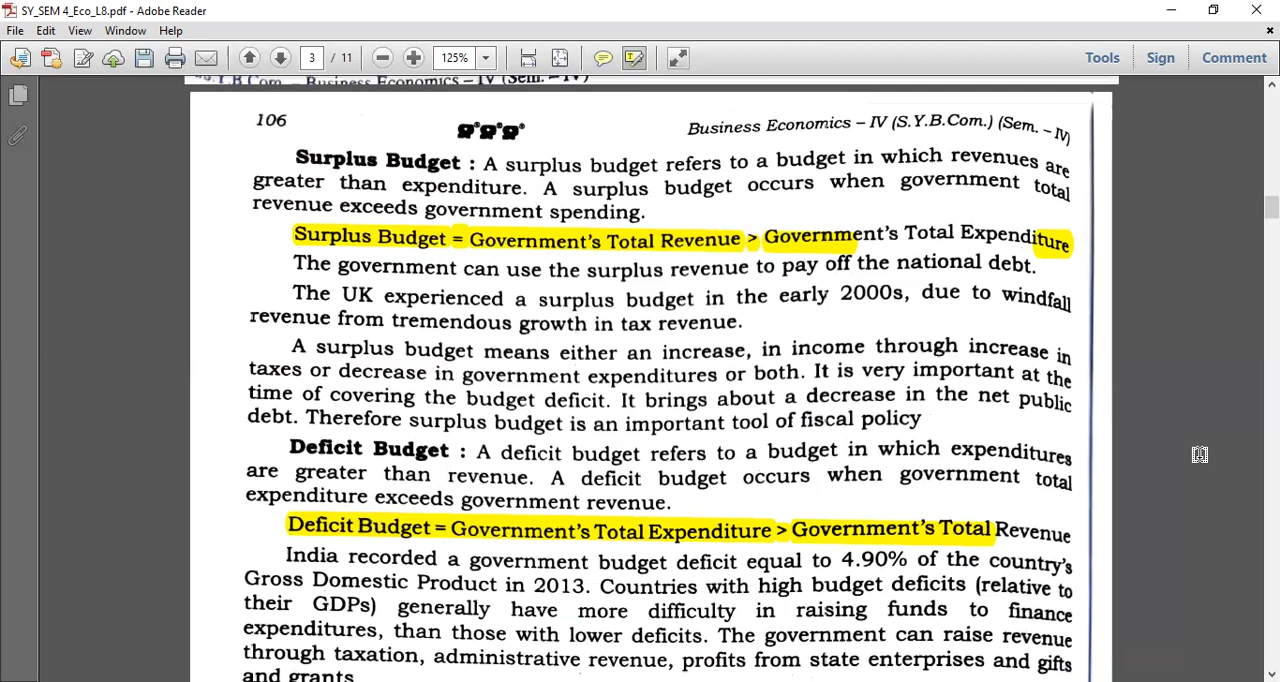 SY_SEM 4_Eco_L8.pdf - Adobe Reader
File Edit View Window Help
3 / 11 125% Tools Sign Comment
S.Y.B.Com. – Business Economics – IV (Sem. – IV)
106 Business Economics – IV (S.Y.B.Com.) (Sem. – IV)
Surplus Budget : A surplus budget refers to a budget in which revenues are
greater than expenditure. A surplus budget occurs when government total
revenue exceeds government spending.
Surplus Budget = Government's Total Revenue > Government's Total Expenditure
The government can use the surplus revenue to pay off the national debt.
The UK experienced a surplus budget in the early 2000s, due to windfall
revenue from tremendous growth in tax revenue.
A surplus budget means either an increase, in income through increase in
taxes or decrease in government expenditures or both. It is very important at the
time of covering the budget deficit. It brings about a decrease in the net public
debt. Therefore surplus budget is an important tool of fiscal policy
Deficit Budget : A deficit budget refers to a budget in which expenditures
are greater than revenue. A deficit budget occurs when government total
expenditure exceeds government revenue.
Deficit Budget = Government's Total Expenditure > Government's Total Revenue
India recorded a government budget deficit equal to 4.90% of the country's
Gross Domestic Product in 2013. Countries with high budget deficits (relative to
their GDPs) generally have more difficulty in raising funds to finance
expenditures, than those with lower deficits. The government can raise revenue
through taxation, administrative revenue, profits from state enterprises and gifts
and grants